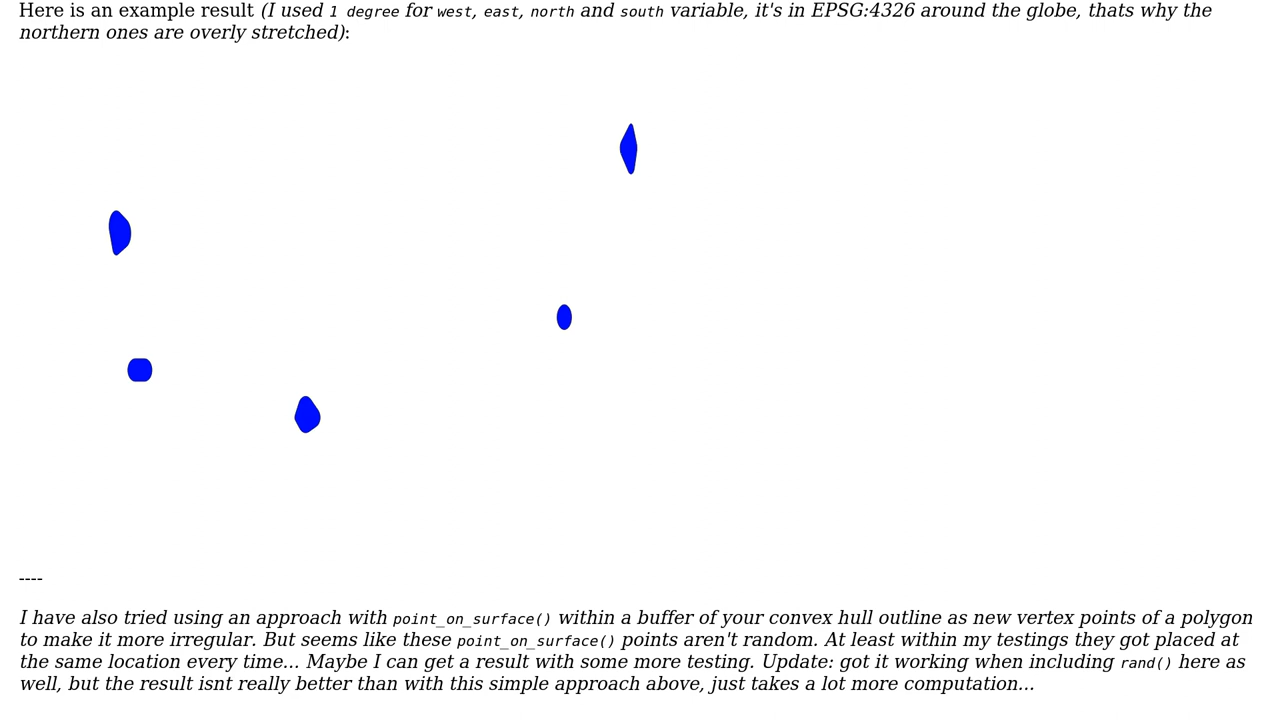 Here is an example result (I used 1 degree for west, east, north and south variable, it's in EPSG:4326 around the globe, thats why the
northern ones are overly stretched):
----
I have also tried using an approach with point_on_surface() within a buffer of your convex hull outline as new vertex points of a polygon
to make it more irregular. But seems like these point_on_surface() points aren't random. At least within my testings they got placed at
the same location every time... Maybe I can get a result with some more testing. Update: got it working when including rand() here as
well, but the result isnt really better than with this simple approach above, just takes a lot more computation...